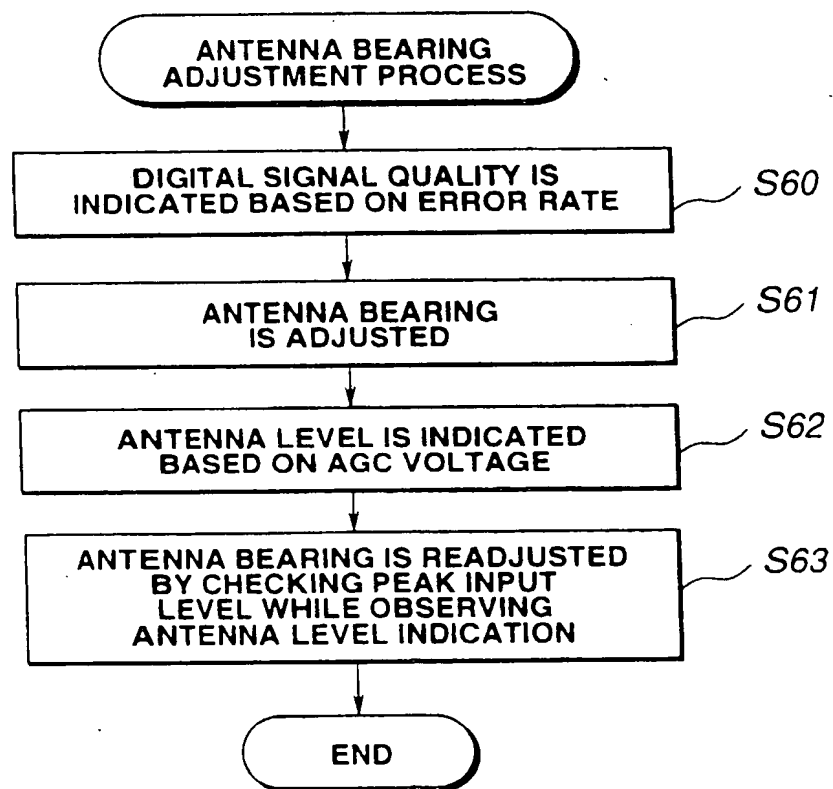 ANTENNA BEARING
ADJUSTMENT PROCESS
DIGITAL SIGNAL QUALITY IS
INDICATED BASED ON ERROR RATE
S60
ANTENNA BEARING
IS ADJUSTED
S61
ANTENNA LEVEL IS INDICATED
BASED ON AGC VOLTAGE
S62
ANTENNA BEARING IS READJUSTED
BY CHECKING PEAK INPUT
LEVEL WHILE OBSERVING
ANTENNA LEVEL INDICATION
S63
END